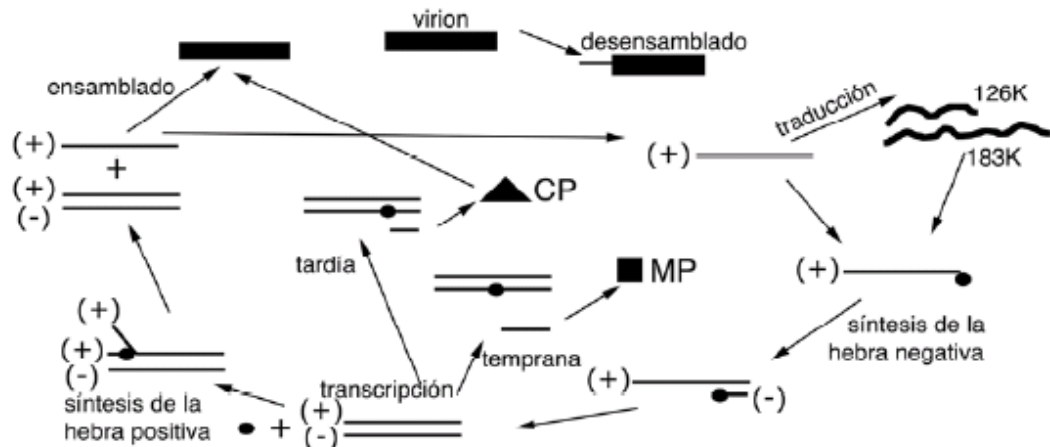 virion
desensamblado
ensamblado
traducción
126K
183K
(+)
+
(+)
(-)
(+)
CP
tardia
MP
(+)
síntesis de la
hebra negativa
(+)
(+)
(-)
síntesis de la
hebra positiva
+
transcripción
temprana
(+)
(-)
(+)
(-)